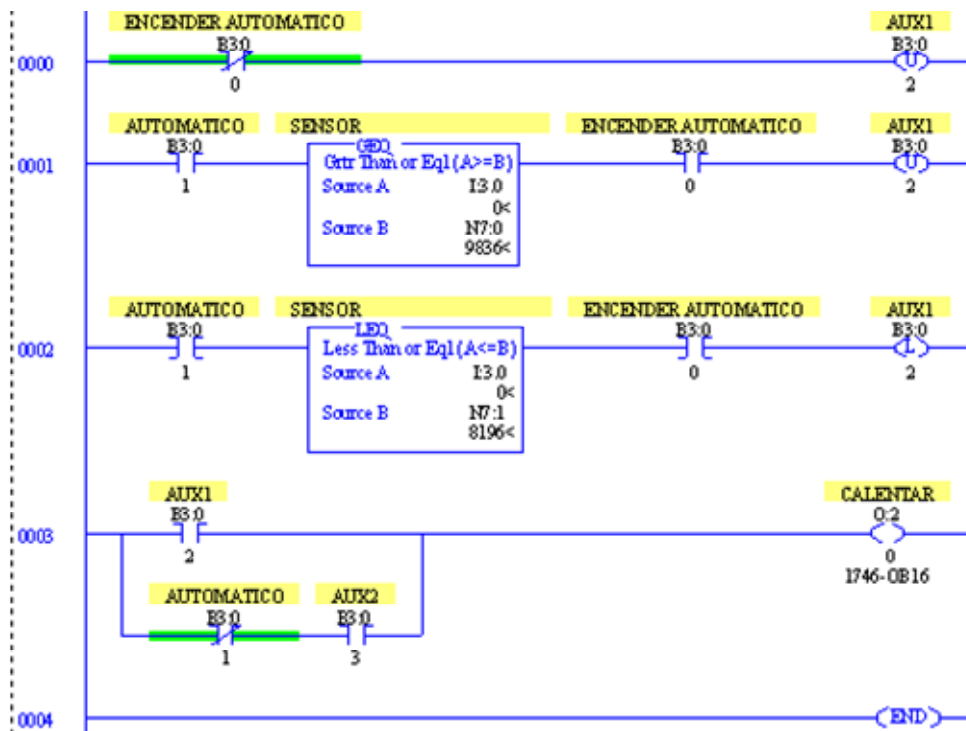 ENCENDER AUTOMATICO AUX1
B3:0 B3:0
0000 U
0 2
AUTOMATICO SENSOR ENCENDER AUTOMATICO AUX1
B3:0 GEQ B3:0 B3:0
0001 Grtr Than or Eql (A>=B) U
1 Source A I:3.0 0 2
0<
Source B N7:0
9836<
AUTOMATICO SENSOR ENCENDER AUTOMATICO AUX1
B3:0 LEQ B3:0 B3:0
0002 Less Than or Eql (A<=B) L
1 Source A I:3.0 0 2
0<
Source B N7:1
8196<
AUX1 CALENTAR
B3:0 O:2
0003
2 0
1746-OB16
AUTOMATICO AUX2
B3:0 B3:0
1 3
0004 END